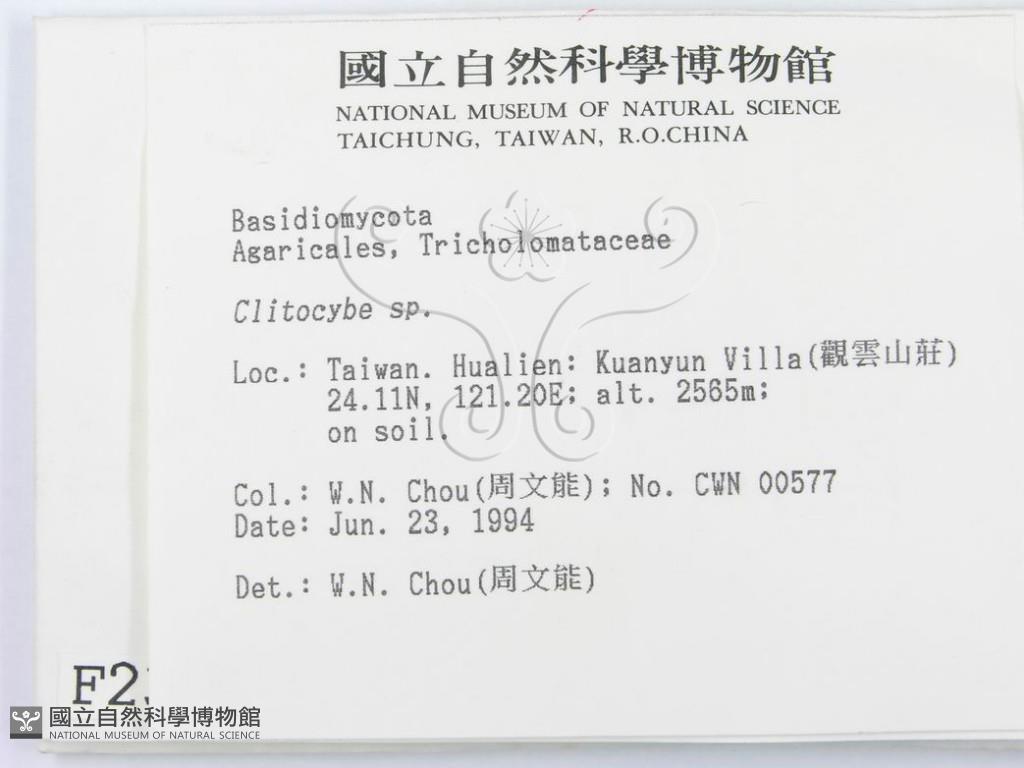 國立自然科學博物館
NATIONAL MUSEUM OF NATURAL SCIENCE
TAICHUNG, TAIWAN, R.O.CHINA
Basidiomycota
Agaricales, Tricholomataceae
Clitocybe sp.
Loc.: Taiwan. Hualien: Kuanyun Villa(觀雲山莊)
24.11N, 121.20E; alt. 2565m;
on soil.
Col.: W.N. Chou(周文能); No. CWN 00577
Date: Jun. 23, 1994
Det.: W.N. Chou(周文能)
國立自然科學博物館
NATIONAL MUSEUM OF NATURAL SCIENCE